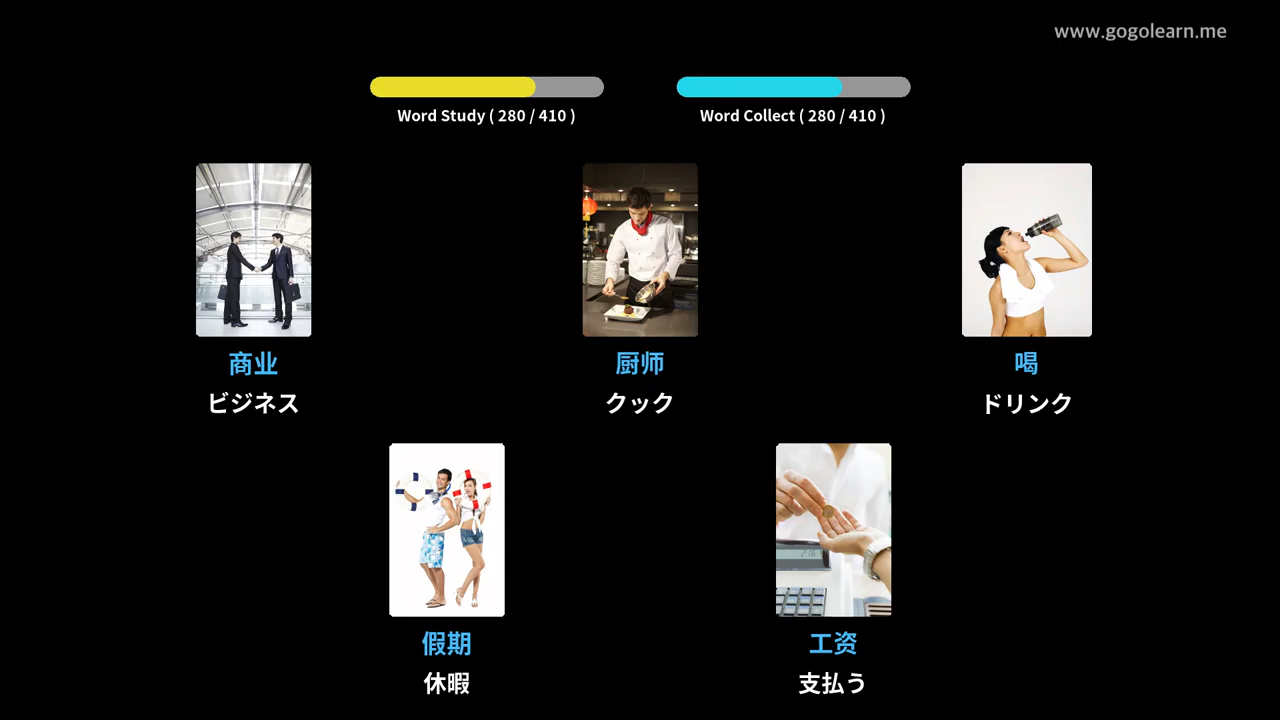 www.gogolearn.me
Word Study ( 280 / 410 )
Word Collect ( 280 / 410 )
商业
ビジネス
厨师
クック
喝
ドリンク
假期
休暇
工资
支払う